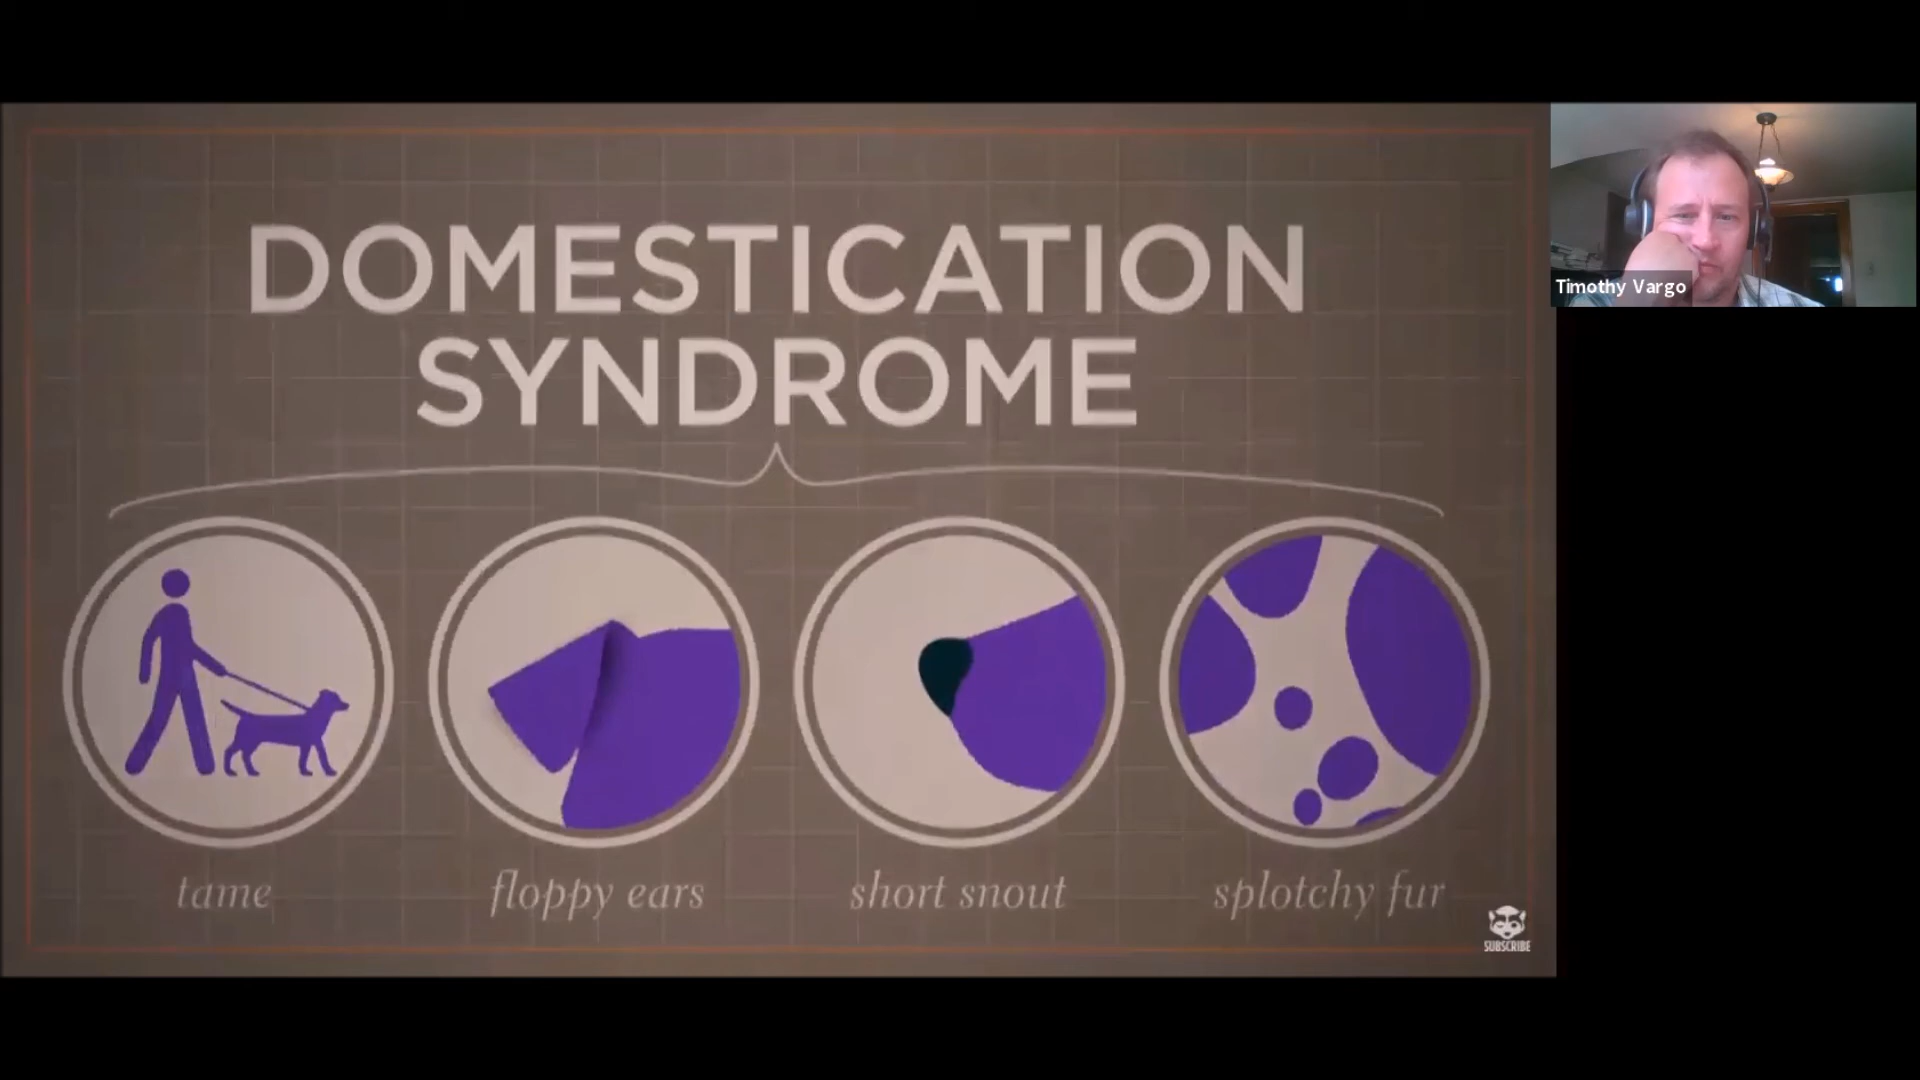 DOMESTICATION
SYNDROME
tame
floppy ears
short snout
splotchy fur
SUBSCRIBE
Timothy Vargo